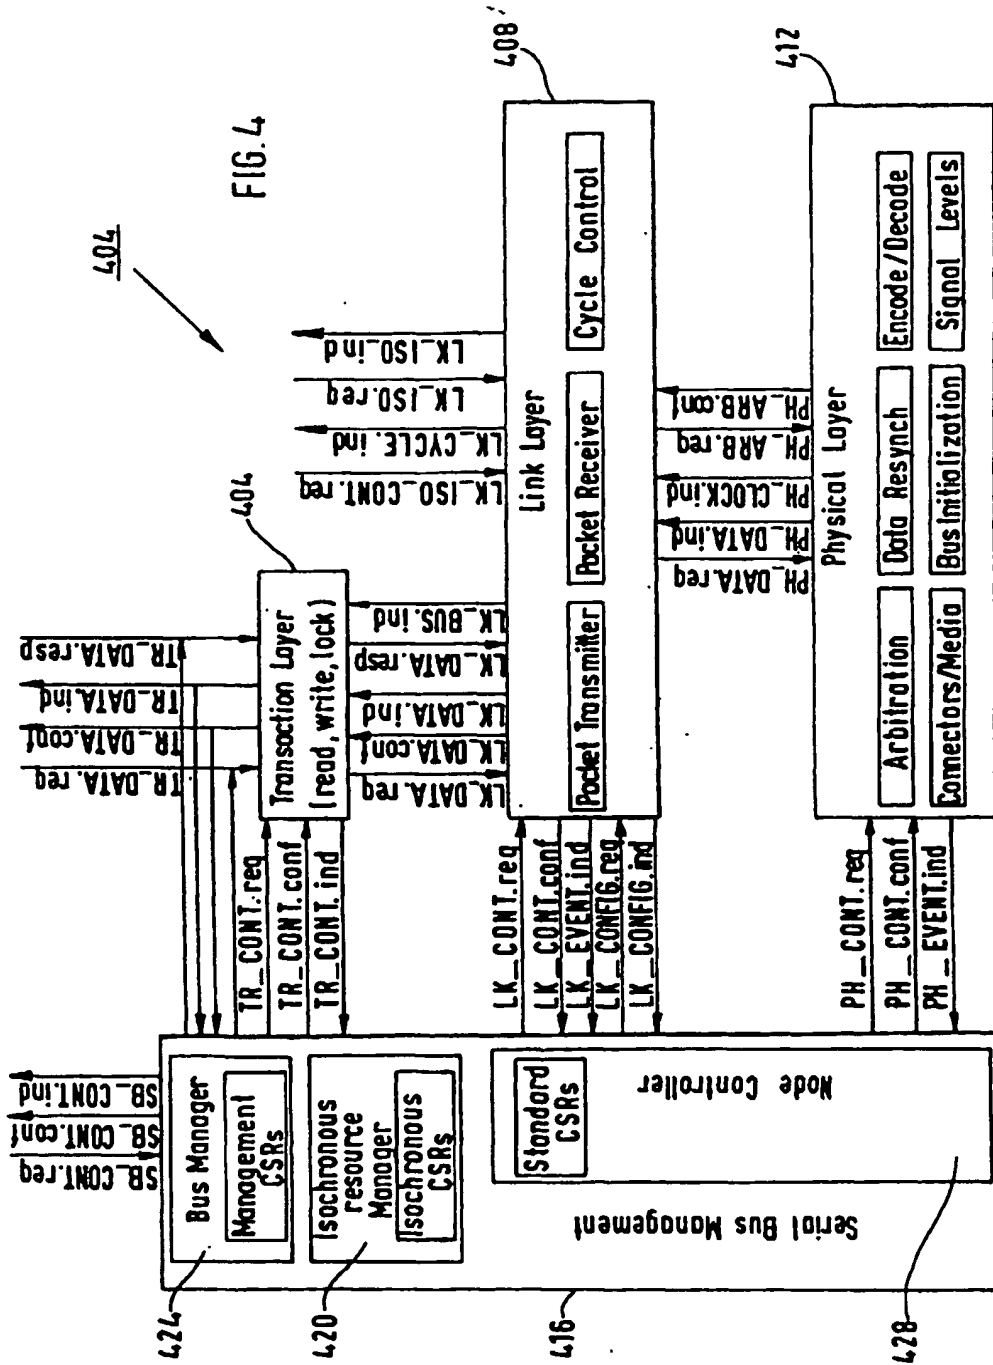 FIG. 4
404
SB_CONT.req
SB_CONT.conf
SB_CONT.ind
TR_DATA.req
TR_DATA.conf
TR_DATA.ind
TR_DATA.resp
424
Bus Manager
Management
CSRs
420
Isochronous
resource
Manager
Isochronous
CSRs
416
Serial Bus Management
Standard
CSRs
Node Controller
428
TR_CONT.req
TR_CONT.conf
TR_CONT.ind
404
Transaction Layer
(read, write, lock)
LK_DATA.req
LK_DATA.conf
LK_DATA.ind
LK_DATA.resp
LK_BUS.ind
LK_ISO_CONT.req
LK_CYCLE.ind
LK_ISO.req
LK_ISO_ind
LK_CONT.req
LK_CONT.conf
LK_EVENT.ind
LK_CONFIG.req
LK_CONFIG.ind
408
Link Layer
Packet Transmitter
Packet Receiver
Cycle Control
PH_DATA.req
PH_DATA.ind
PH_CLOCK.ind
PH_ARB.req
PH_ARB.conf
PH_CONT.req
PH_CONT.conf
PH_EVENT.ind
412
Physical Layer
Arbitration
Data Resynch
Encode/Decode
Connectors/Media
Bus Initialization
Signal Levels